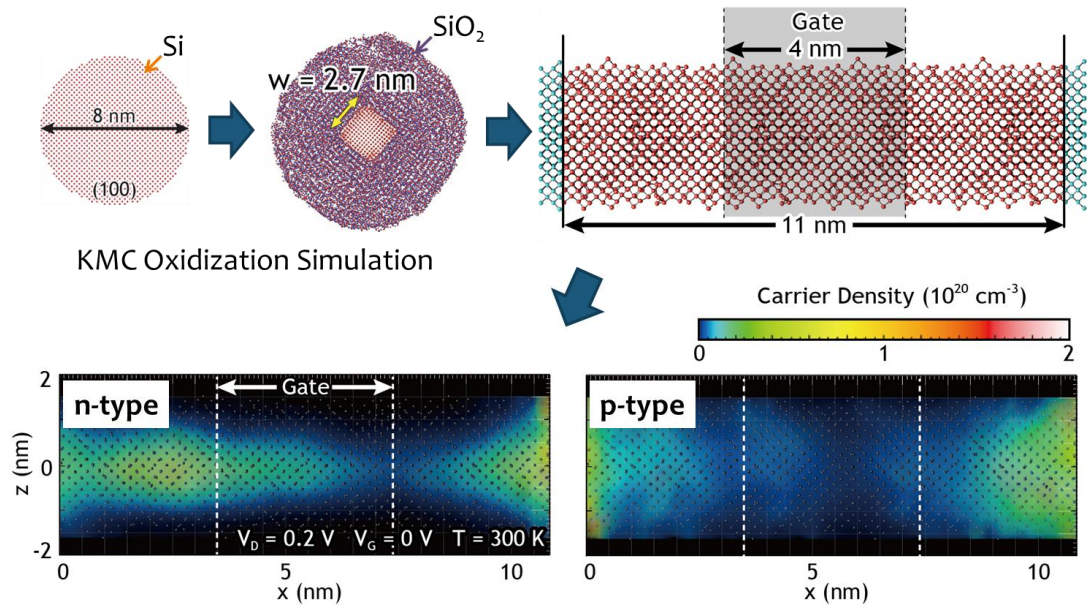 Si
8 nm
(100)
SiO2
w = 2.7 nm
Gate
4 nm
11 nm
KMC Oxidization Simulation
Carrier Density (10^20 cm^-3)
0 1 2
2
0
-2
z (nm)
n-type
Gate
V_D = 0.2 V V_G = 0 V T = 300 K
0 5 10
x (nm)
p-type
0 5 10
x (nm)